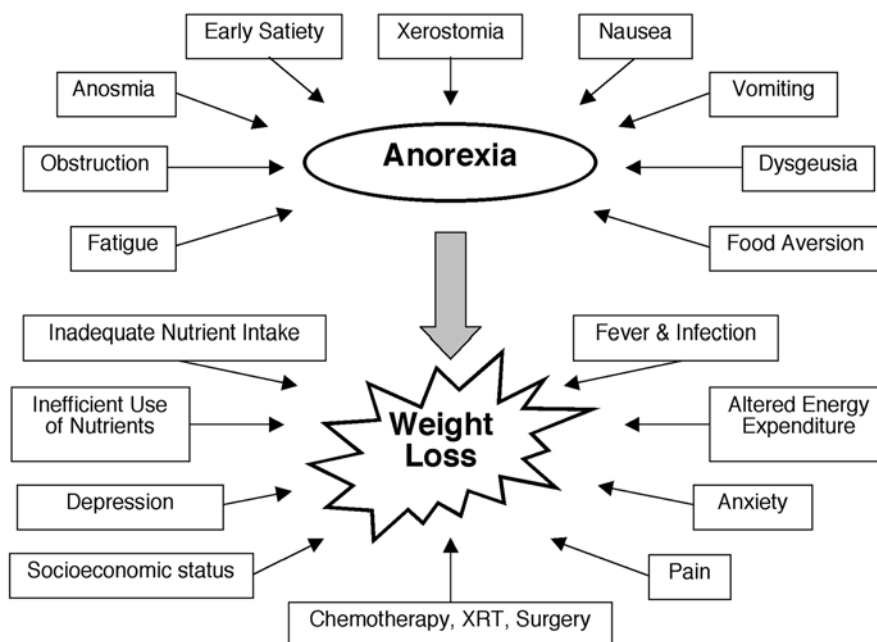 Early Satiety
Xerostomia
Nausea
Anosmia
Vomiting
Anorexia
Obstruction
Dysgeusia
Fatigue
Food Aversion
Inadequate Nutrient Intake
Fever & Infection
Inefficient Use
of Nutrients
Weight
Loss
Altered Energy
Expenditure
Depression
Anxiety
Socioeconomic status
Pain
Chemotherapy, XRT, Surgery